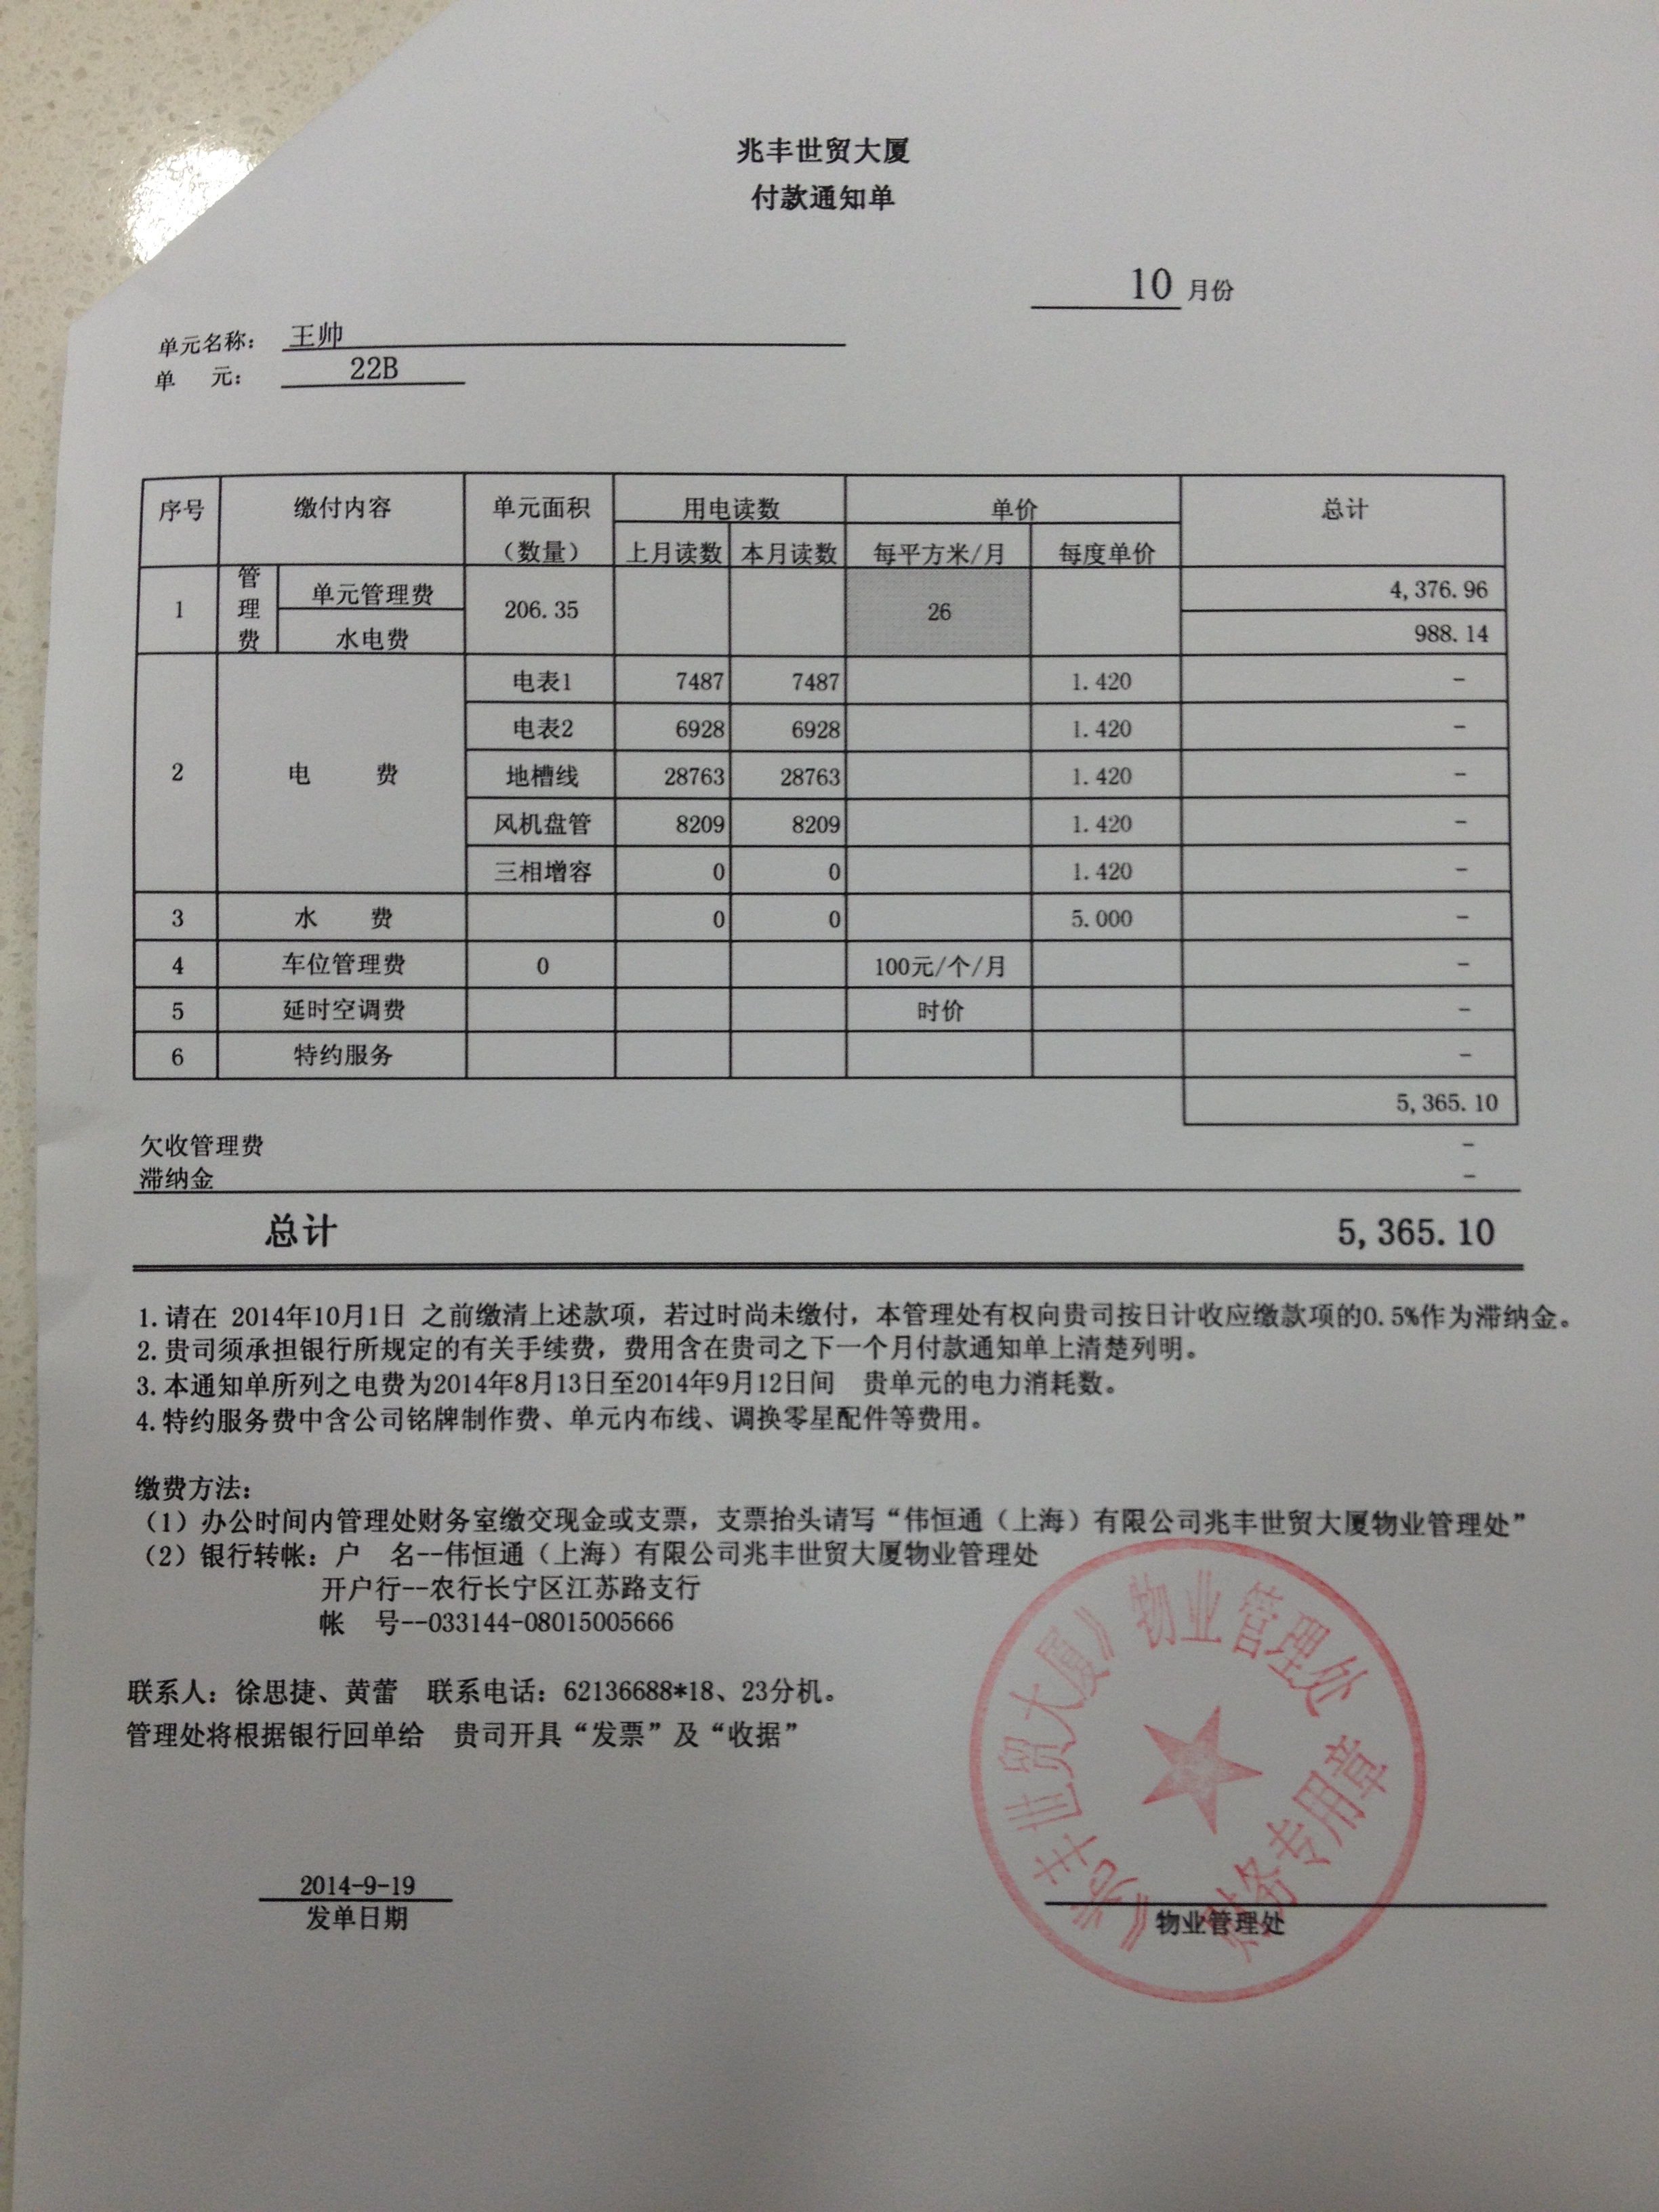 兆丰世贸大厦
付款通知单
10 月份
单元名称: 王帅
单 元: 22B
序号 缴付内容 单元面积 用电读数 单价 总计
(数量) 上月读数 本月读数 每平方米/月 每度单价
1 管理费 单元管理费 206.35 26 4,376.96
水电费 988.14
2 电 费 电表1 7487 7487 1.420 -
电表2 6928 6928 1.420 -
地槽线 28763 28763 1.420 -
风机盘管 8209 8209 1.420 -
三相增容 0 0 1.420 -
3 水 费 0 0 5.000 -
4 车位管理费 0 100元/个/月 -
5 延时空调费 时价 -
6 特约服务 -
5,365.10
欠收管理费 -
滞纳金 -
总计 5,365.10
1.请在 2014年10月1日 之前缴清上述款项，若过时尚未缴付，本管理处有权向贵司按日计收应缴款项的0.5%作为滞纳金。
2.贵司须承担银行所规定的有关手续费，费用含在贵司之下一个月付款通知单上清楚列明。
3.本通知单所列之电费为2014年8月13日至2014年9月12日间 贵单元的电力消耗数。
4.特约服务费中含公司铭牌制作费、单元内布线、调换零星配件等费用。
缴费方法:
（1）办公时间内管理处财务室缴交现金或支票，支票抬头请写“伟恒通（上海）有限公司兆丰世贸大厦物业管理处”
（2）银行转帐: 户 名--伟恒通（上海）有限公司兆丰世贸大厦物业管理处
开户行--农行长宁区江苏路支行
帐 号--033144-08015005666
联系人: 徐思捷、黄蕾 联系电话: 62136688*18、23分机。
管理处将根据银行回单给 贵司开具“发票”及“收据”
《兆丰世贸大厦》物业管理处
财务专用章
2014-9-19
发单日期
物业管理处